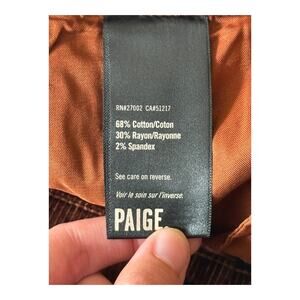 RN#27002 CA#51217
68% Cotton/Coton
30% Rayon/Rayonne
2% Spandex
See care on reverse.
Voir le soin sur l'inverse.
PAIGE.